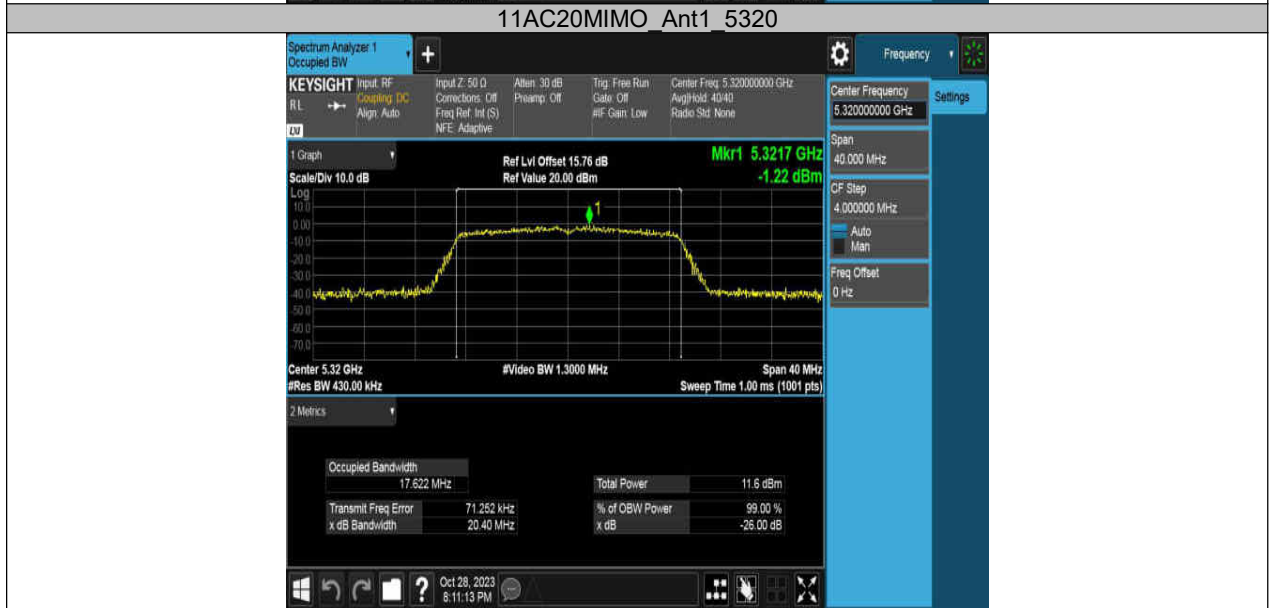 11AC20MIMO_Ant1_5320
Spectrum Analyzer 1
Occupied BW
+
Frequency
KEYSIGHT
RL
Input: RF
Coupling: DC
Align: Auto
Input Z: 50 Ω
Corrections: Off
Freq Ref: Int (S)
NFE: Adaptive
Atten: 30 dB
Preamp: Off
Trig: Free Run
Gate: Off
#IF Gain: Low
Center Freq: 5.320000000 GHz
Avg|Hold: 40/40
Radio Std: None
Center Frequency
5.320000000 GHz
Settings
Span
40.000 MHz
CF Step
4.000000 MHz
Auto
Man
Freq Offset
0 Hz
1 Graph
Scale/Div 10.0 dB
Ref Lvl Offset 15.76 dB
Ref Value 20.00 dBm
Mkr1 5.3217 GHz
-1.22 dBm
Log
10.0
0.00
-10.0
-20.0
-30.0
-40.0
-50.0
-60.0
-70.0
1
Center 5.32 GHz
#Res BW 430.00 kHz
#Video BW 1.3000 MHz
Span 40 MHz
Sweep Time 1.00 ms (1001 pts)
2 Metrics
Occupied Bandwidth
17.622 MHz
Total Power 11.6 dBm
Transmit Freq Error 71.252 kHz
% of OBW Power 99.00 %
x dB Bandwidth 20.40 MHz
x dB -26.00 dB
?
Oct 28, 2023
8:11:13 PM